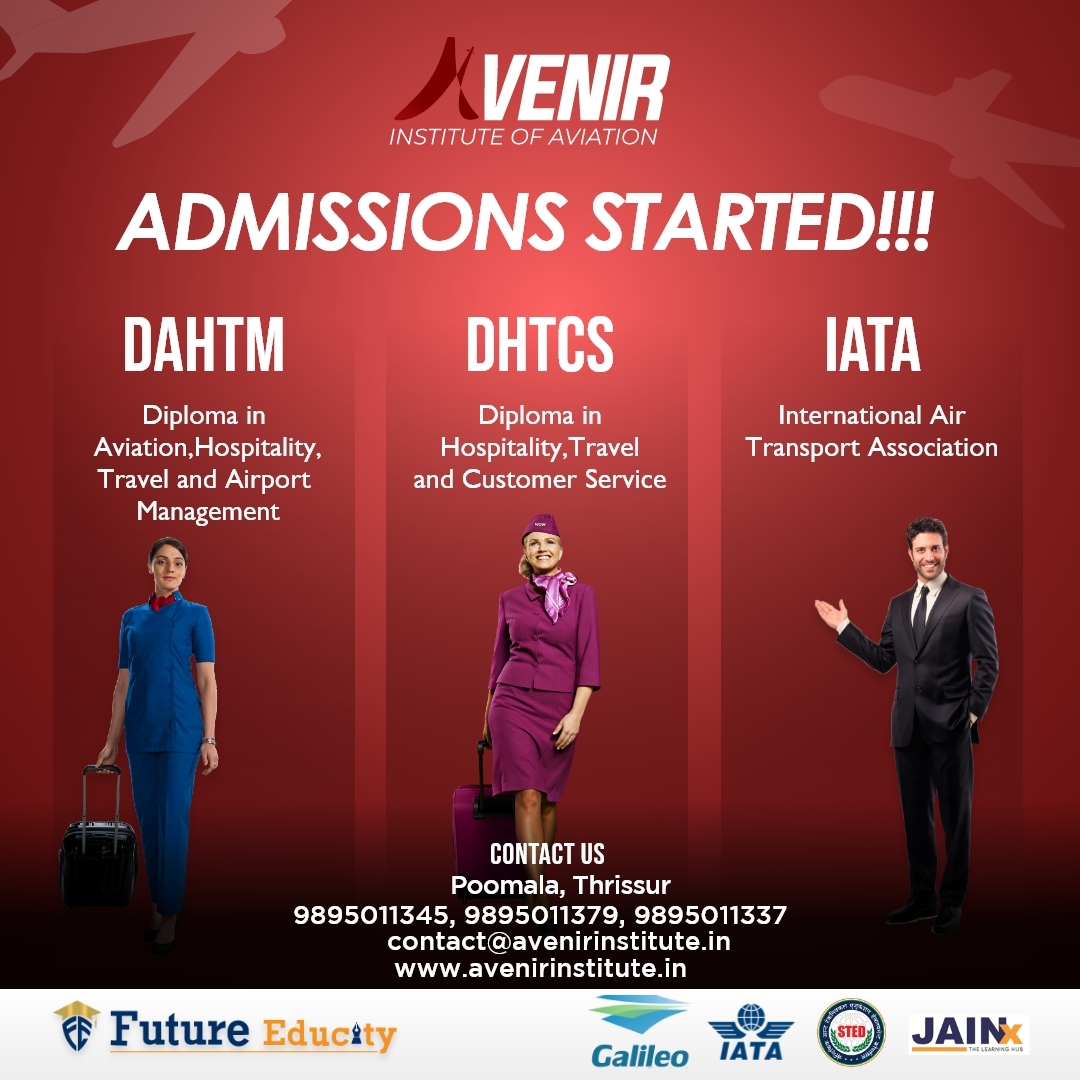 AVENIR
INSTITUTE OF AVIATION
ADMISSIONS STARTED!!!
DAHTM
Diploma in
Aviation,Hospitality,
Travel and Airport
Management
DHTCS
Diploma in
Hospitality,Travel
and Customer Service
IATA
International Air
Transport Association
WOW
CONTACT US
Poomala, Thrissur
9895011345, 9895011379, 9895011337
contact@avenirinstitute.in
www.avenirinstitute.in
Future Educity
Galileo
IATA
STED
JAINx
THE LEARNING HUB